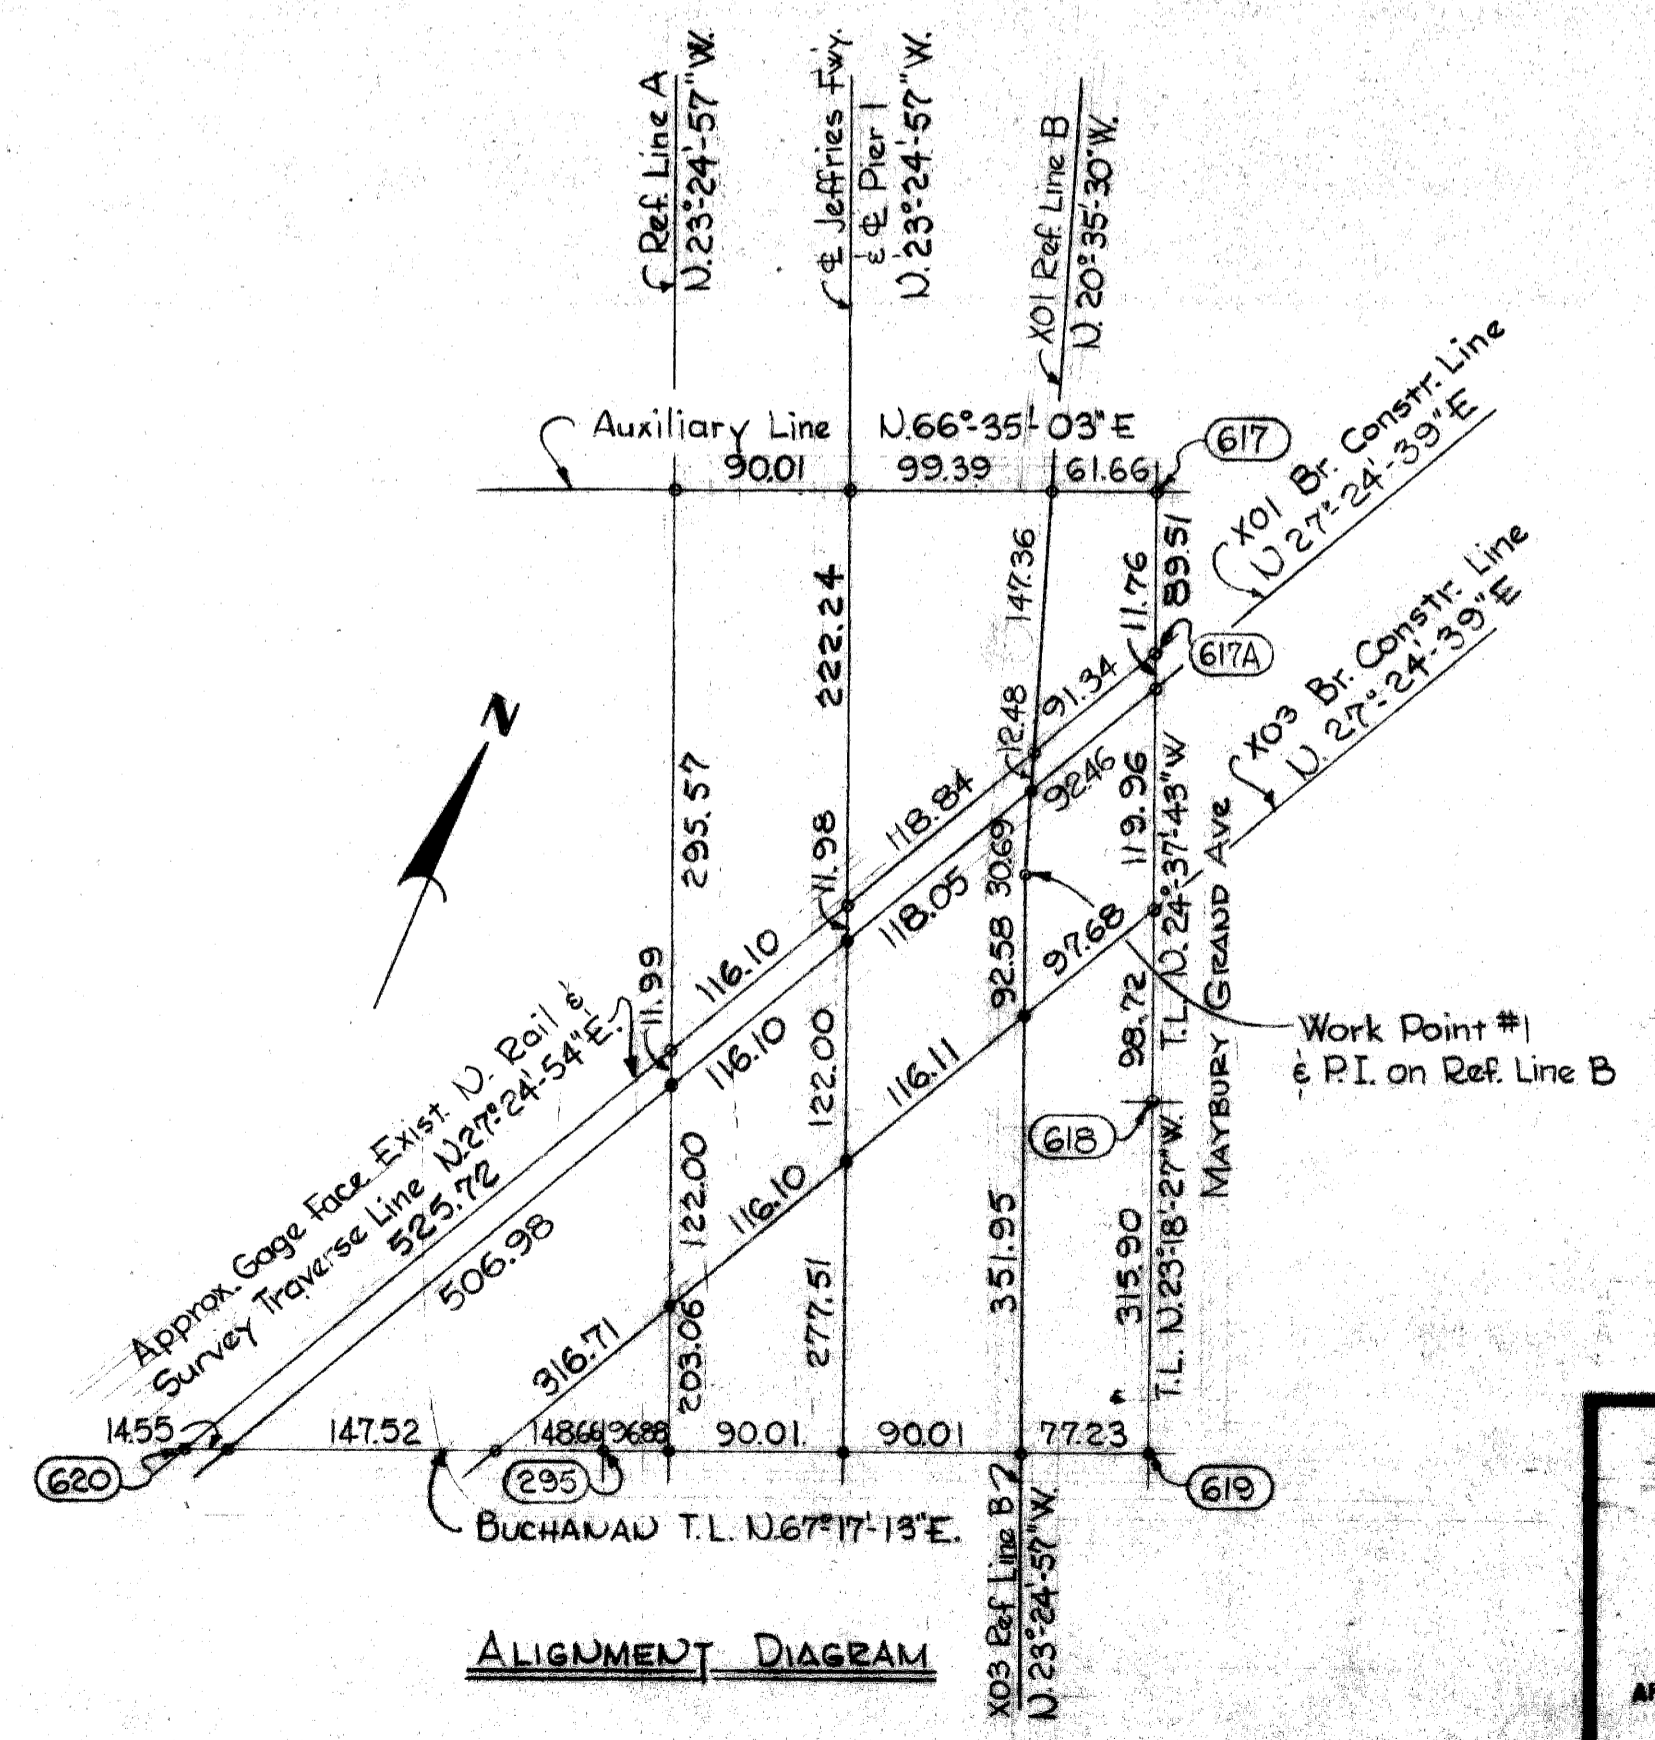 Ref. Line A
N.23°-24'-57"W.
℄ Jeffries Fwy.
& ℄ Pier 1
N.23°-24'-57"W.
X01 Ref. Line B
N. 20°-35'-30"W.
Auxiliary Line N.66°-35'-03"E
90.01 99.39 61.66
617
X01 Br. Constr. Line
N 27°-24'-39"E
X03 Br. Constr. Line
N. 27°-24'-39"E
222.24
147.36
11.76
89.51
617A
N
295.57
12.48
91.34
118.84
92.46
119.96
T.L. N. 24°-37'-43"W
MAYBURY GRAND AVE
11.98
30.69
118.05
116.10
11.99
92.58
97.68
98.72
Work Point #1
& P.I. on Ref. Line B
116.10
122.00
116.11
618
Approx. Gage Face Exist. N. Rail &
Survey Traverse Line N.27°-24'-54"E.
525.72
506.98
122.00
116.10
351.95
315.90
T.L. N.23°-18'-27"W.
316.71
203.06
277.51
14.55 147.52 148.66 96.88 90.01 90.01 77.23
620
295
619
BUCHANAN T.L. N.67°-17'-13"E.
X03 Ref Line B
N.23°-24'-57"W.
ALIGNMENT DIAGRAM